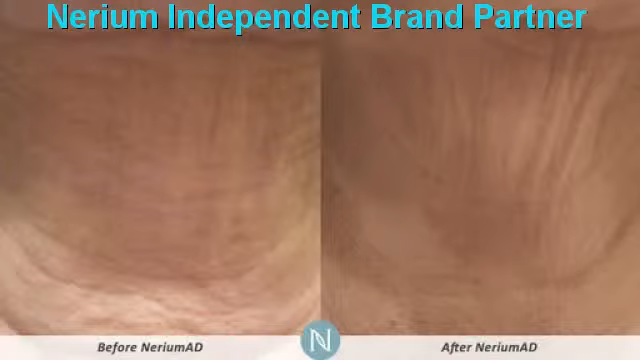 Nerium Independent Brand Partner
Before NeriumAD
N
After NeriumAD